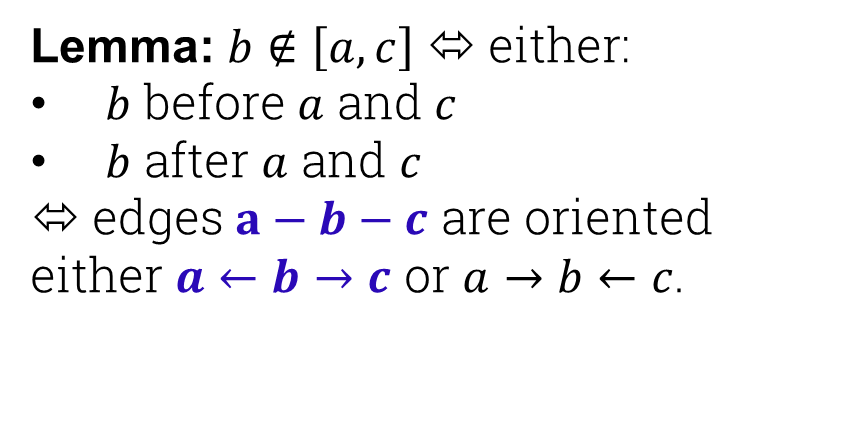 Lemma: b ∉ [a, c] ⇔ either:
• b before a and c
• b after a and c
⇔ edges a − b − c are oriented
either a ← b → c or a → b ← c.